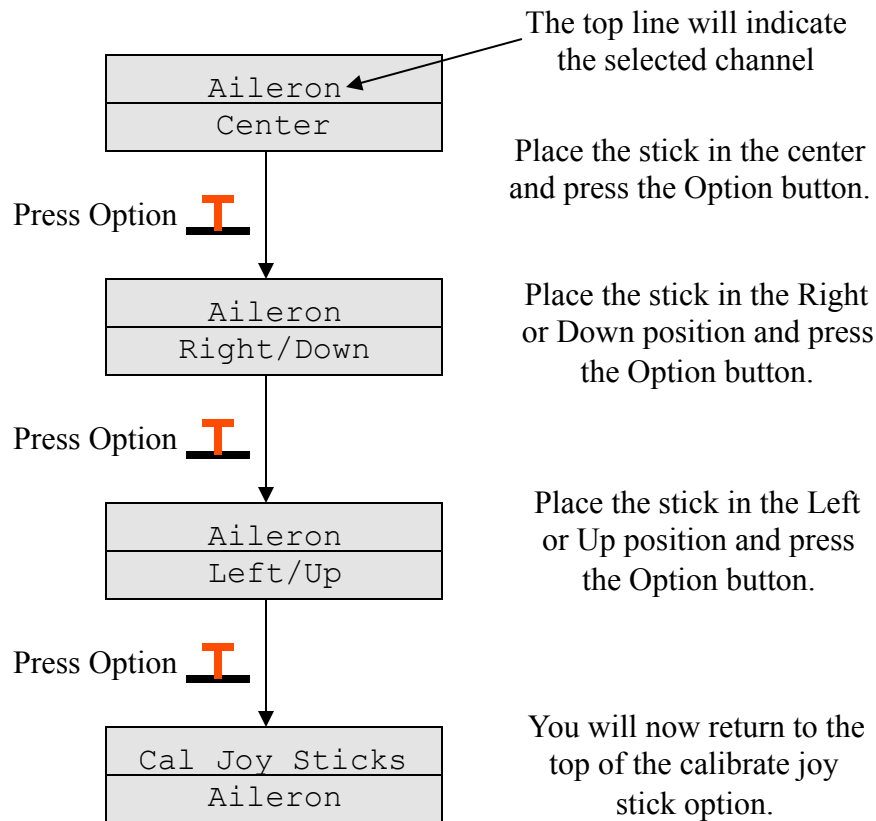 The top line will indicate
the selected channel
Aileron
Center
Place the stick in the center
and press the Option button.
Press Option
Aileron
Right/Down
Place the stick in the Right
or Down position and press
the Option button.
Press Option
Aileron
Left/Up
Place the stick in the Left
or Up position and press
the Option button.
Press Option
Cal Joy Sticks
Aileron
You will now return to the
top of the calibrate joy
stick option.